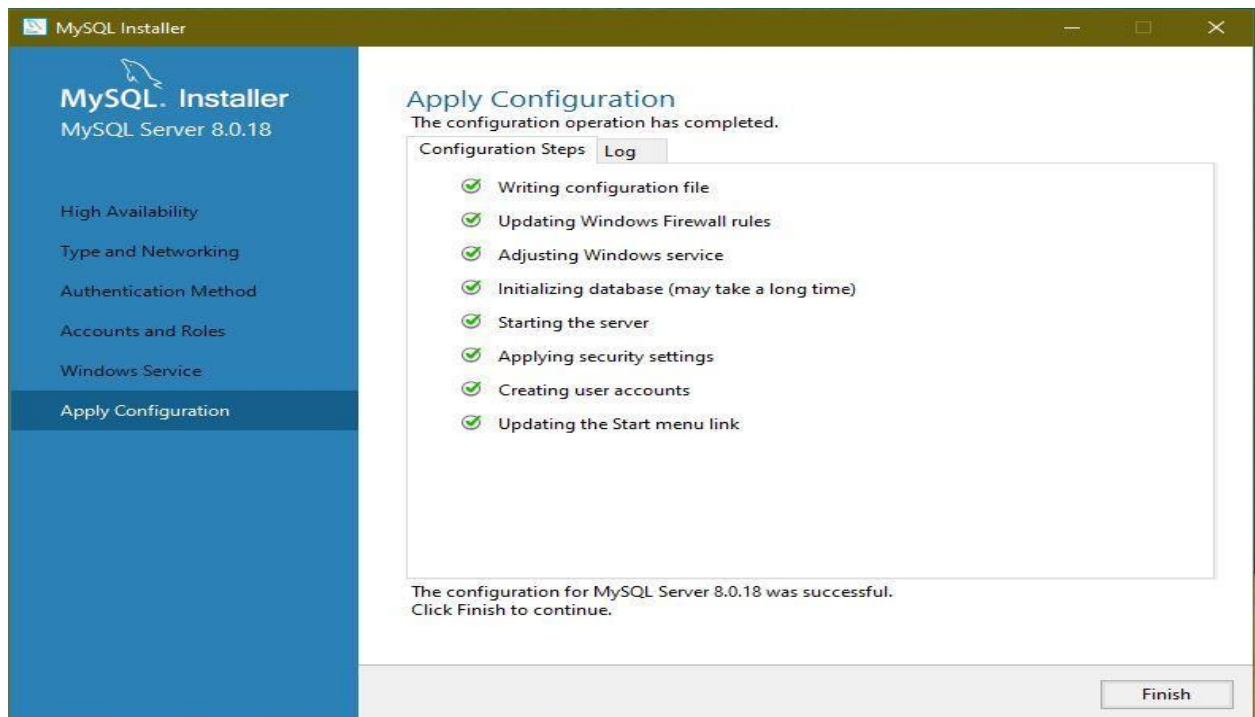 MySQL Installer
MySQL. Installer
MySQL Server 8.0.18
High Availability
Type and Networking
Authentication Method
Accounts and Roles
Windows Service
Apply Configuration
Apply Configuration
The configuration operation has completed.
Configuration Steps Log
Writing configuration file
Updating Windows Firewall rules
Adjusting Windows service
Initializing database (may take a long time)
Starting the server
Applying security settings
Creating user accounts
Updating the Start menu link
The configuration for MySQL Server 8.0.18 was successful.
Click Finish to continue.
Finish